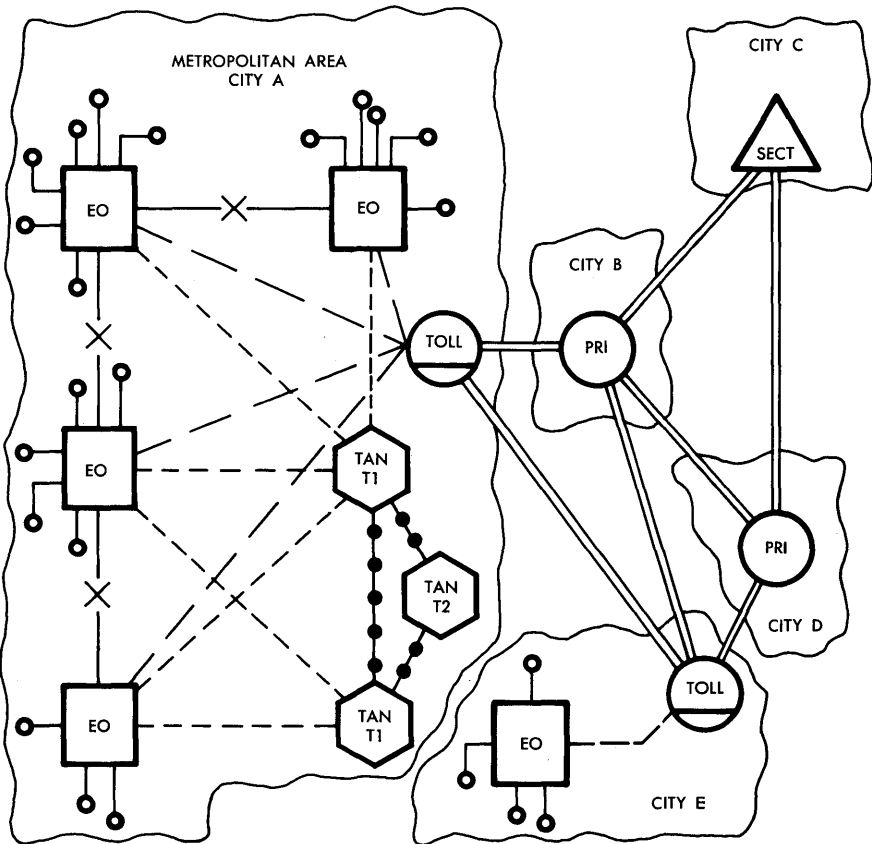 METROPOLITAN AREA
CITY A
CITY C
SECT
EO
EO
CITY B
TOLL
PRI
EO
TAN
T1
PRI
TAN
T2
CITY D
TOLL
EO
TAN
T1
EO
CITY E